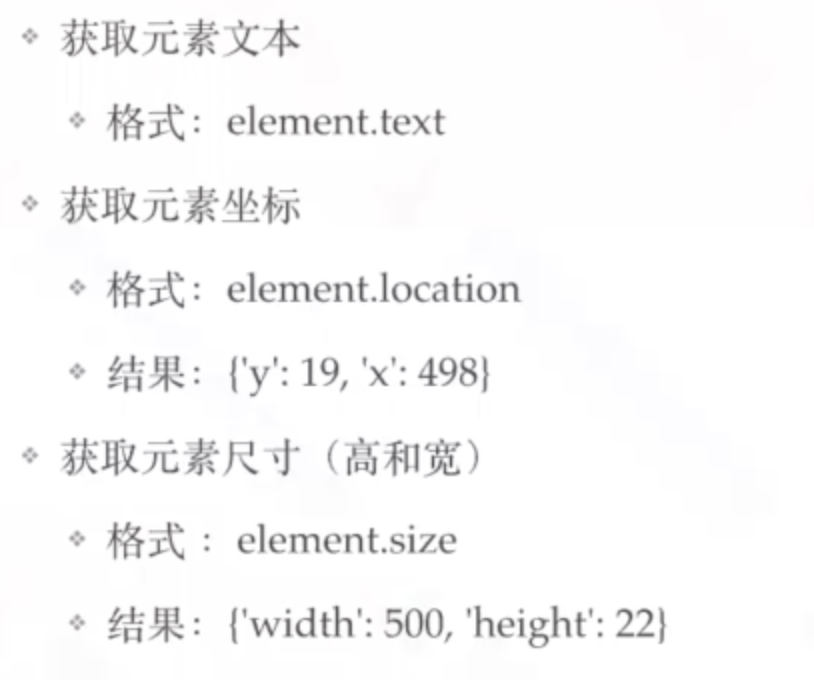 ❖ 获取元素文本
❖ 格式：element.text
❖ 获取元素坐标
❖ 格式：element.location
❖ 结果：{'y': 19, 'x': 498}
❖ 获取元素尺寸（高和宽）
❖ 格式 ：element.size
❖ 结果：{'width': 500, 'height': 22}